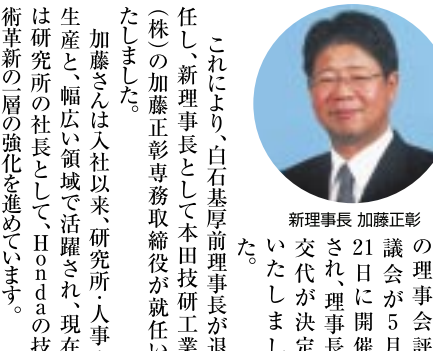 新理事長 加藤正彰
の理事会評
議会が5月
21日に開催
され、理事長
交代が決定
いたしまし
た。
これにより、白石基厚前理事長が退
任し、新理事長として本田技研工業
(株)の加藤正彰専務取締役が就任い
たしました。
加藤さんは入社以来、研究所・人事・
生産と、幅広い領域で活躍され、現在
は研究所の社長として、Hondaの技
術革新の一層の強化を進めています。